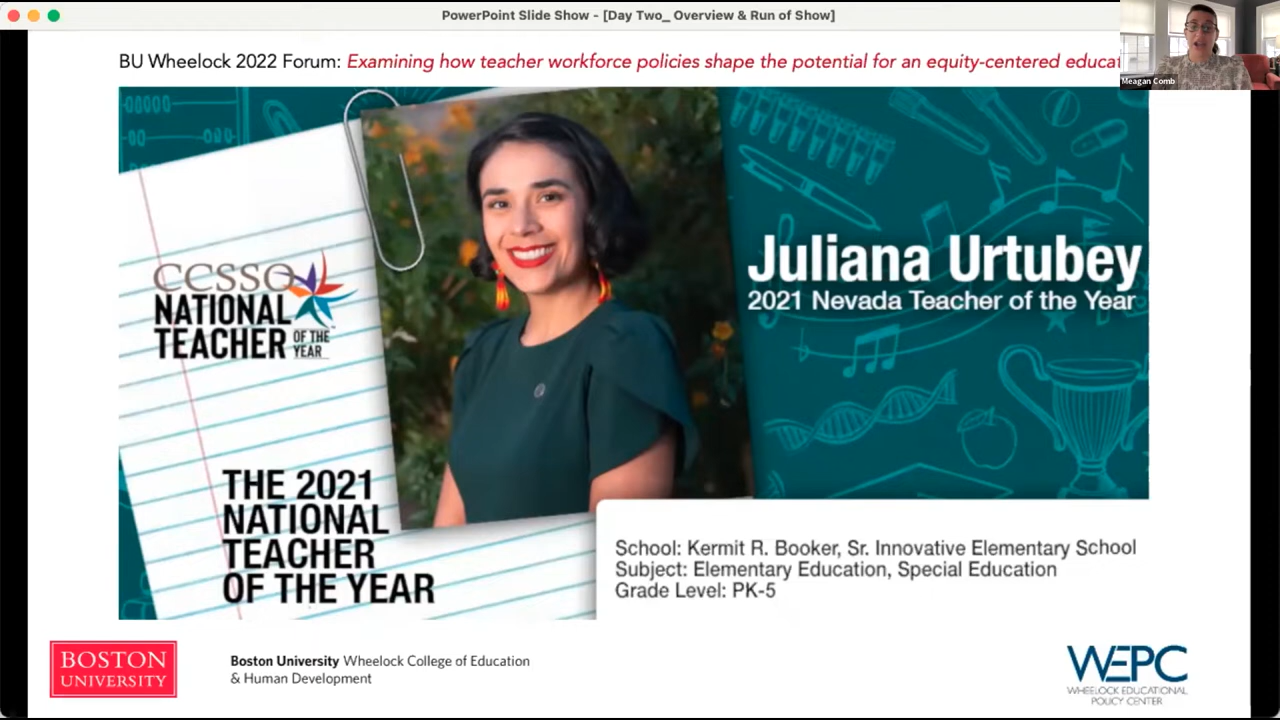 PowerPoint Slide Show - [Day Two_ Overview & Run of Show]
BU Wheelock 2022 Forum: Examining how teacher workforce policies shape the potential for an equity-centered educat
Meagan Comb
CCSSO
NATIONAL
TEACHER OF THE YEAR
Juliana Urtubey
2021 Nevada Teacher of the Year
THE 2021
NATIONAL
TEACHER
OF THE YEAR
School: Kermit R. Booker, Sr. Innovative Elementary School
Subject: Elementary Education, Special Education
Grade Level: PK-5
BOSTON
UNIVERSITY
Boston University Wheelock College of Education
& Human Development
WEPC
WHEELOCK EDUCATIONAL
POLICY CENTER